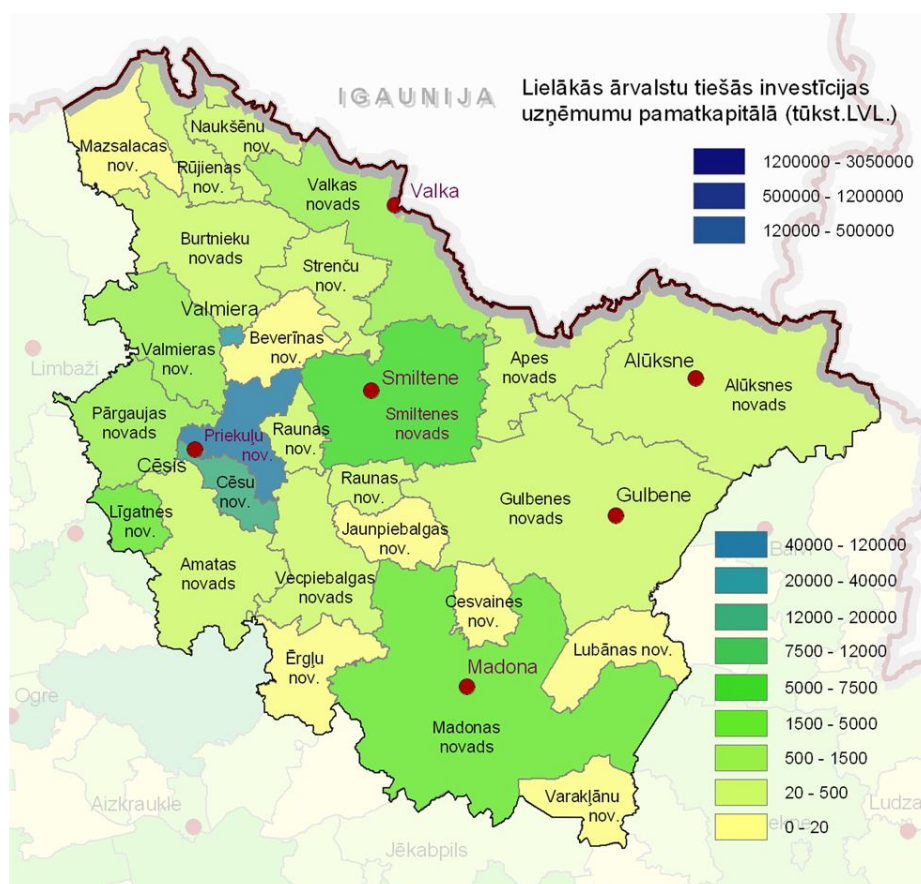 IGAUNIJA
Lielākās ārvalstu tiešās investīcijas
uzņēmumu pamatkapitālā (tūkst.LVL.)
1200000 - 3050000
500000 - 1200000
120000 - 500000
Mazsalacas
nov.
Naukšēnu
nov.
Rūjienas
nov.
Valkas
novads
Valka
Burtnieku
novads
Strenču
nov.
Valmiera
Beverīnas
nov.
Valmieras
nov.
Limbaži
Apes
novads
Alūksne
Alūksnes
novads
Smiltene
Smiltenes
novads
Pārgaujas
novads
Priekuļu
nov.
Raunas
nov.
Cēsis
Cēsu
nov.
Raunas
nov.
Līgatnes
nov.
Gulbenes
novads
Gulbene
Jaunpiebalgas
nov.
Amatas
novads
Vecpiebalgas
novads
Cesvaines
nov.
Ērgļu
nov.
Lubānas nov.
Madona
Madonas
novads
Varakļānu
nov.
Ogre
Aizkraukle
Jēkabpils
Ludza
40000 - 120000
20000 - 40000
12000 - 20000
7500 - 12000
5000 - 7500
1500 - 5000
500 - 1500
20 - 500
0 - 20